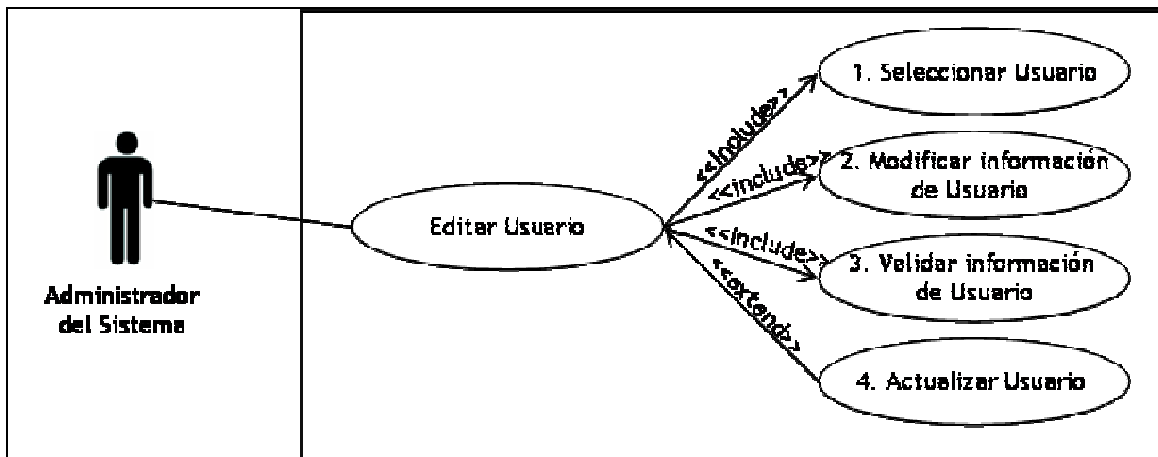 1. Seleccionar Usuario
<<include>>
<<include>>
2. Modificar información
de Usuario
Editar Usuario
<<include>>
3. Validar información
de Usuario
<<extend>>
Administrador
del Sistema
4. Actualizar Usuario